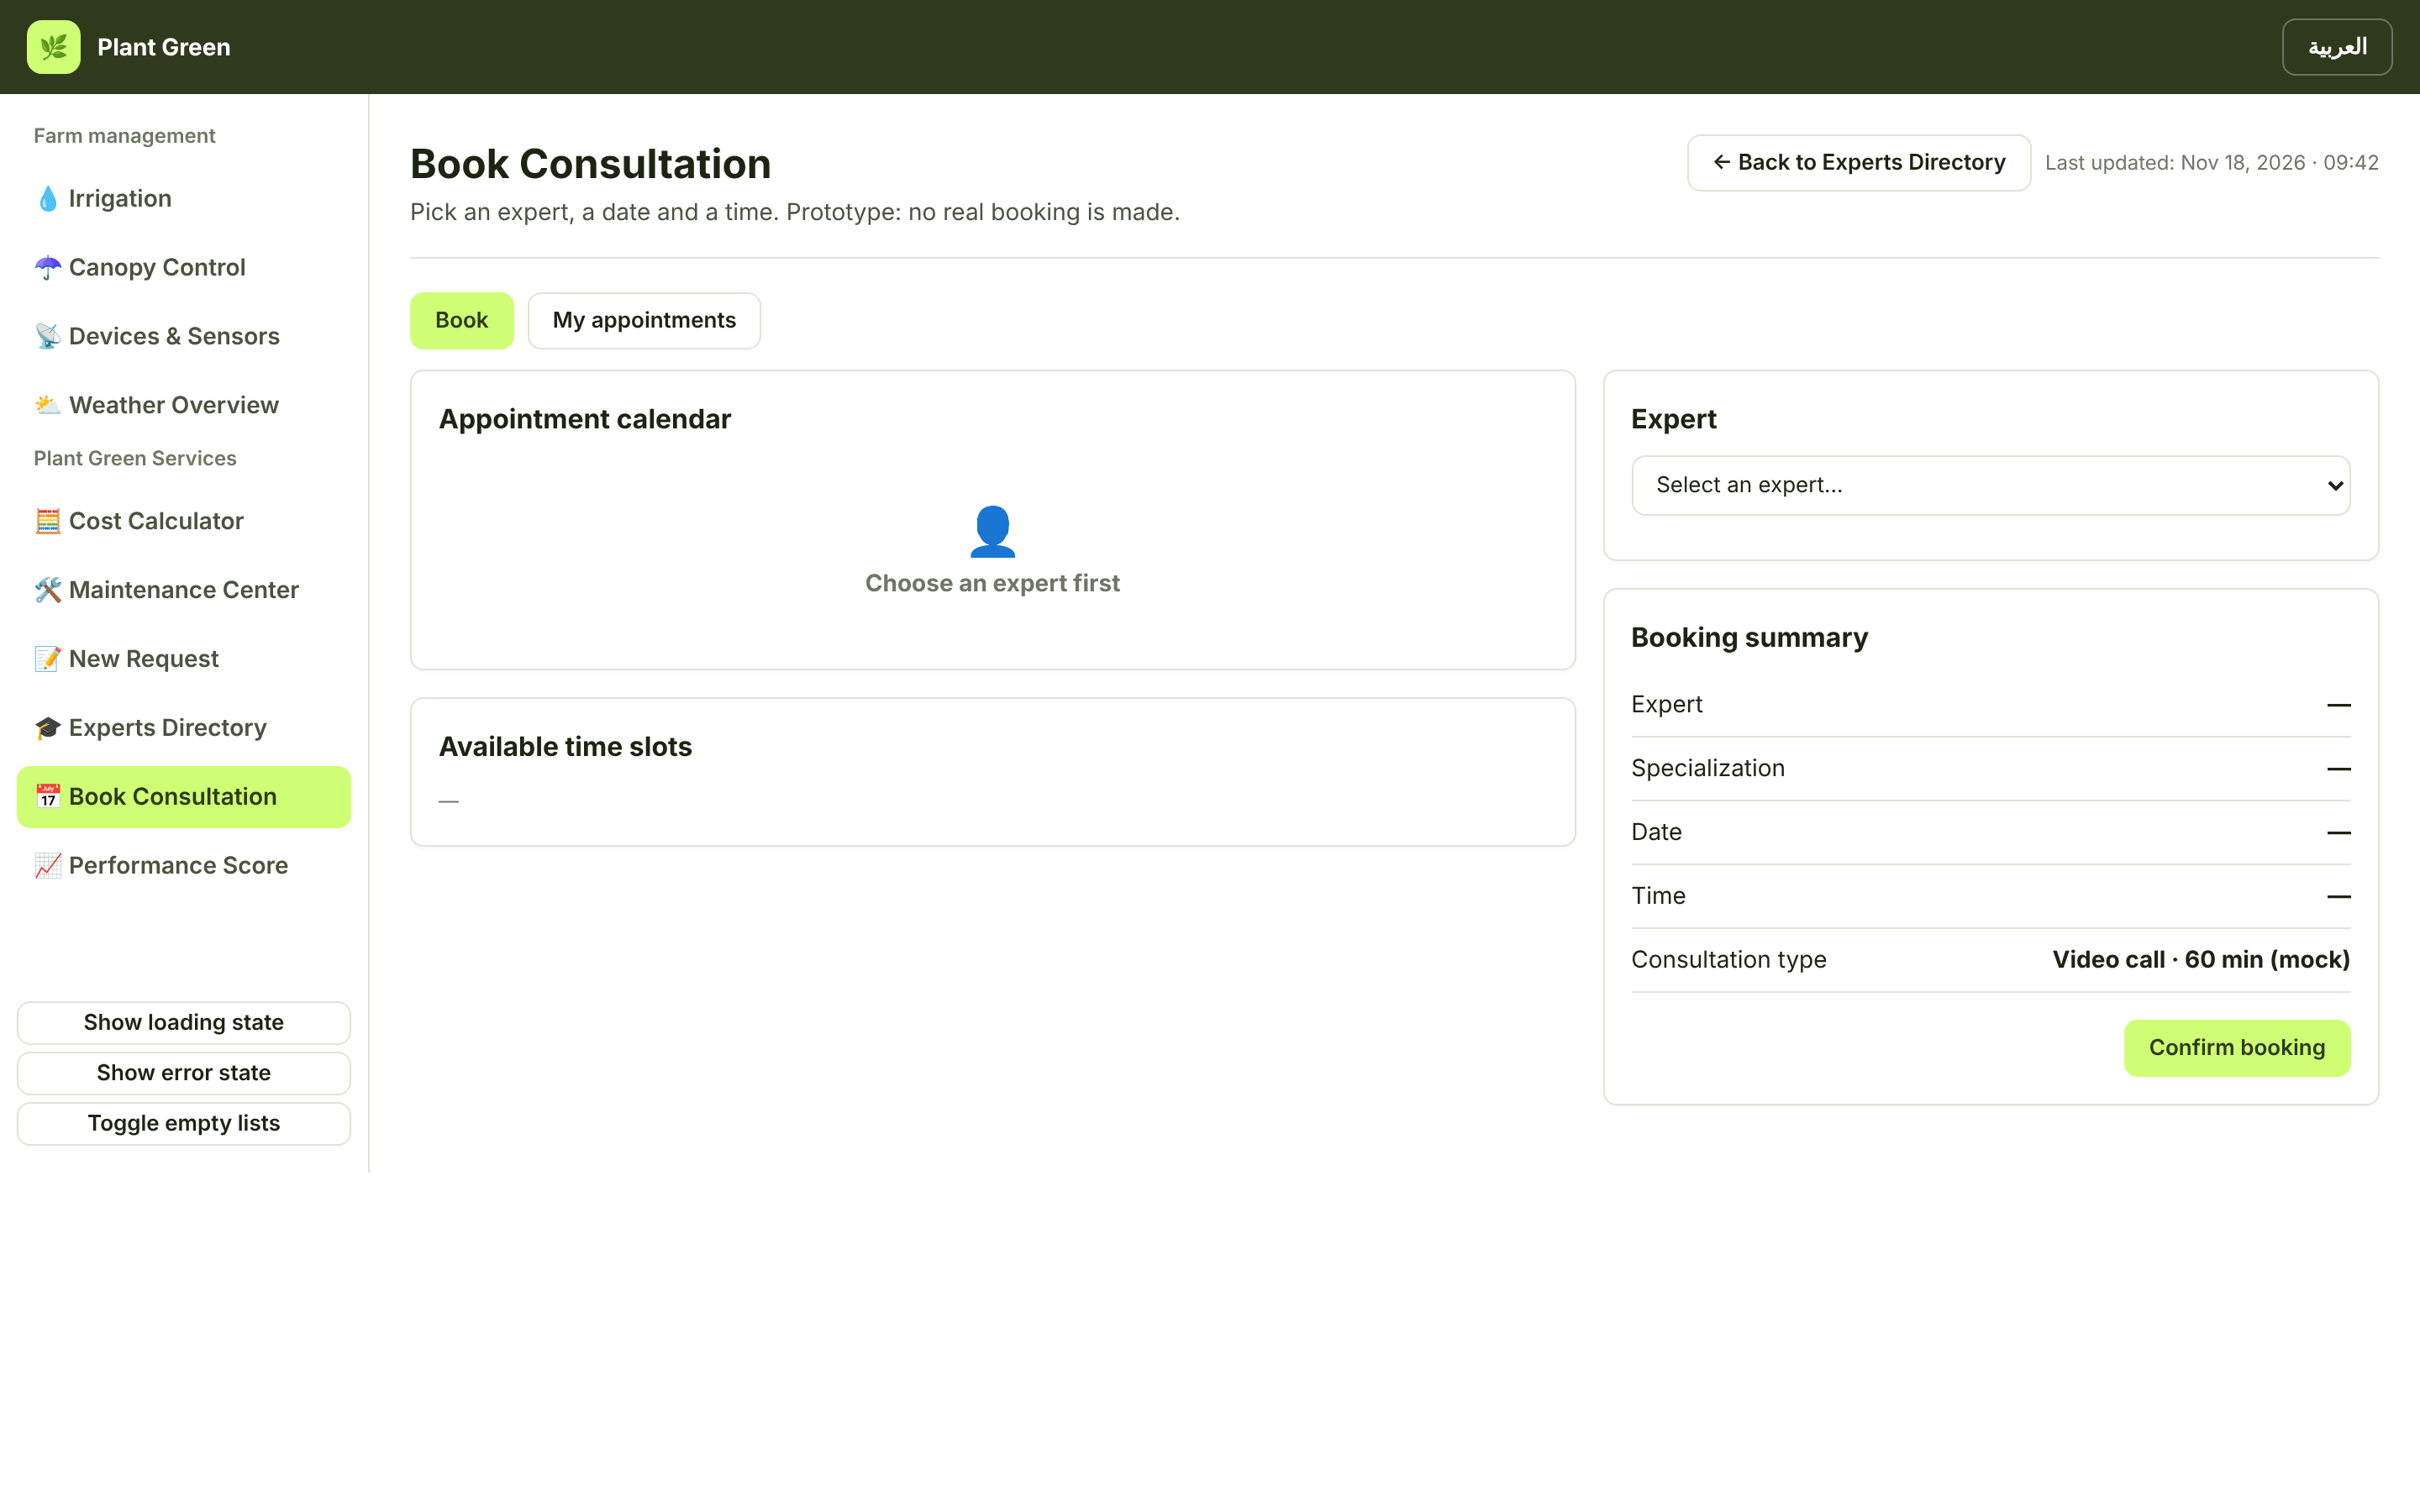 Plant Green
العربية
Farm management
Irrigation
Canopy Control
Devices & Sensors
Weather Overview
Plant Green Services
Cost Calculator
Maintenance Center
New Request
Experts Directory
Book Consultation
Performance Score
Show loading state
Show error state
Toggle empty lists
Book Consultation
Pick an expert, a date and a time. Prototype: no real booking is made.
← Back to Experts Directory
Last updated: Nov 18, 2026 · 09:42
Book
My appointments
Appointment calendar
Choose an expert first
Available time slots
—
Expert
Select an expert...
Booking summary
Expert —
Specialization —
Date —
Time —
Consultation type Video call · 60 min (mock)
Confirm booking